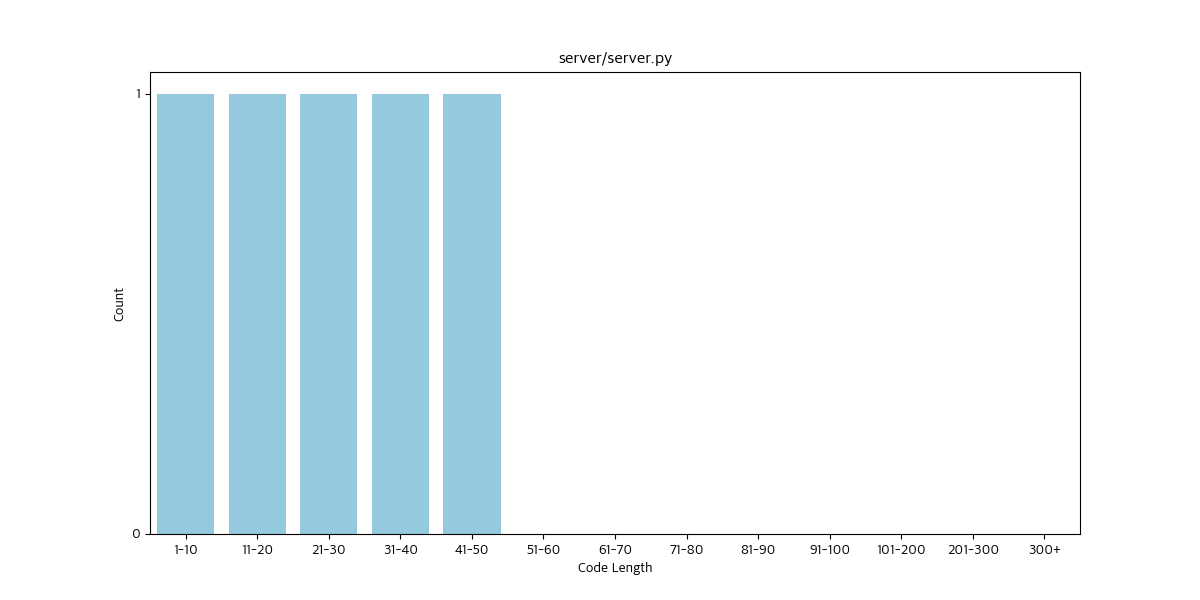 server/server.py
1
0
Count
1-10 11-20 21-30 31-40 41-50 51-60 61-70 71-80 81-90 91-100 101-200 201-300 300+
Code Length